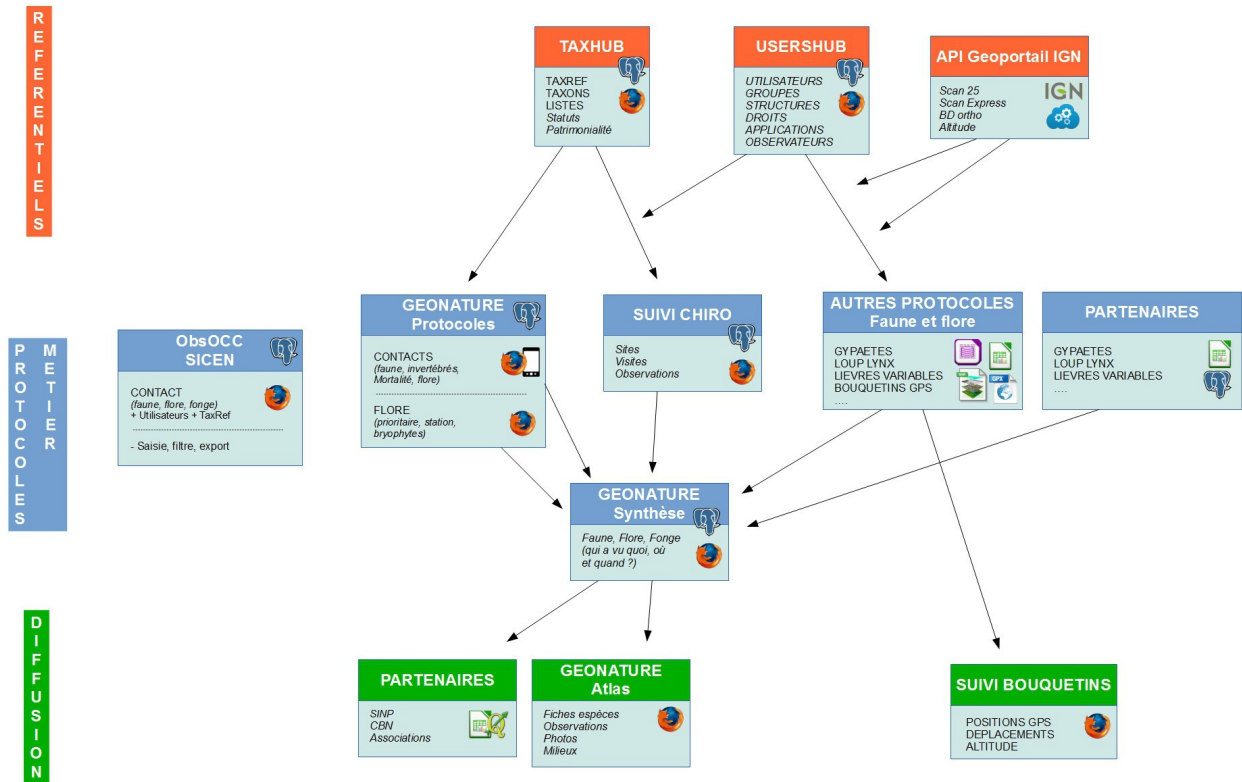 REFERENTIELS
TAXHUB
TAXREF
TAXONS
LISTES
Statuts
Patrimonialité
USERSHUB
UTILISATEURS
GROUPES
STRUCTURES
DROITS
APPLICATIONS
OBSERVATEURS
API Geoportail IGN
Scan 25
Scan Express
BD ortho
Altitude
IGN
PROTOCOLES
METIER
ObsOCC
SICEN
CONTACT
(faune, flore, fonge)
+ Utilisateurs + TaxRef
- Saisie, filtre, export
GEONATURE
Protocoles
CONTACTS
(faune, invertébrés,
Mortalité, flore)
FLORE
(prioritaire, station,
bryophytes)
SUIVI CHIRO
Sites
Visites
Observations
AUTRES PROTOCOLES
Faune et flore
GYPAETES
LOUP LYNX
LIEVRES VARIABLES
BOUQUETINS GPS
....
GPX
PARTENAIRES
GYPAETES
LOUP LYNX
LIEVRES VARIABLES
....
GEONATURE
Synthèse
Faune, Flore, Fonge
(qui a vu quoi, où
et quand ?)
DIFFUSION
PARTENAIRES
SINP
CBN
Associations
GEONATURE
Atlas
Fiches espèces
Observations
Photos
Milieux
SUIVI BOUQUETINS
POSITIONS GPS
DEPLACEMENTS
ALTITUDE